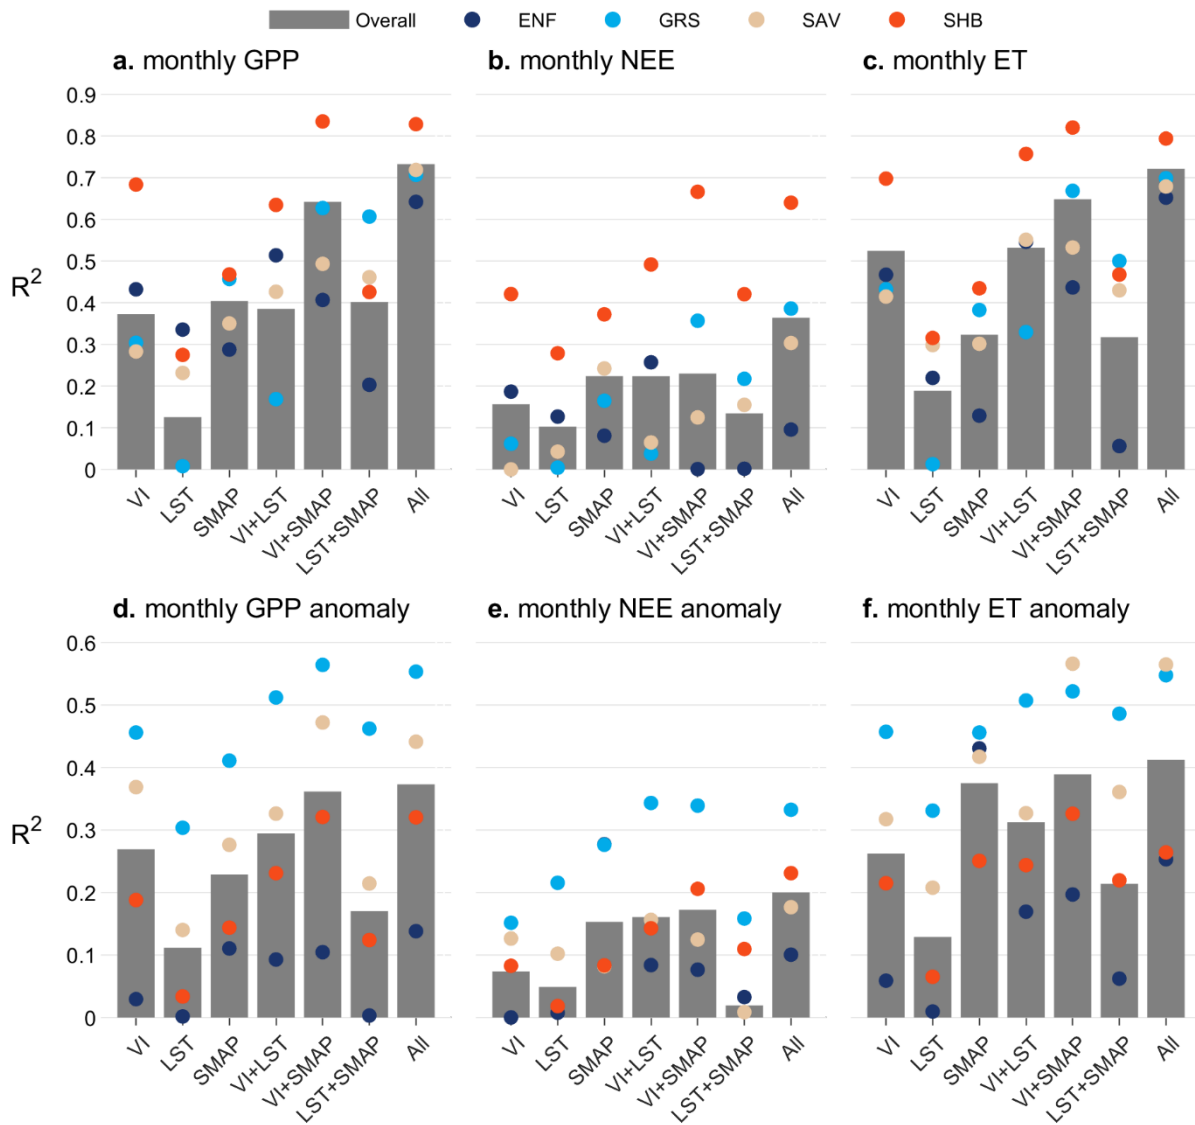 Overall ENF GRS SAV SHB
a. monthly GPP
b. monthly NEE
c. monthly ET
R2
0.9
0.8
0.7
0.6
0.5
0.4
0.3
0.2
0.1
0
VI LST SMAP VI+LST VI+SMAP LST+SMAP All
VI LST SMAP VI+LST VI+SMAP LST+SMAP All
VI LST SMAP VI+LST VI+SMAP LST+SMAP All
d. monthly GPP anomaly
e. monthly NEE anomaly
f. monthly ET anomaly
R2
0.6
0.5
0.4
0.3
0.2
0.1
0
VI LST SMAP VI+LST VI+SMAP LST+SMAP All
VI LST SMAP VI+LST VI+SMAP LST+SMAP All
VI LST SMAP VI+LST VI+SMAP LST+SMAP All